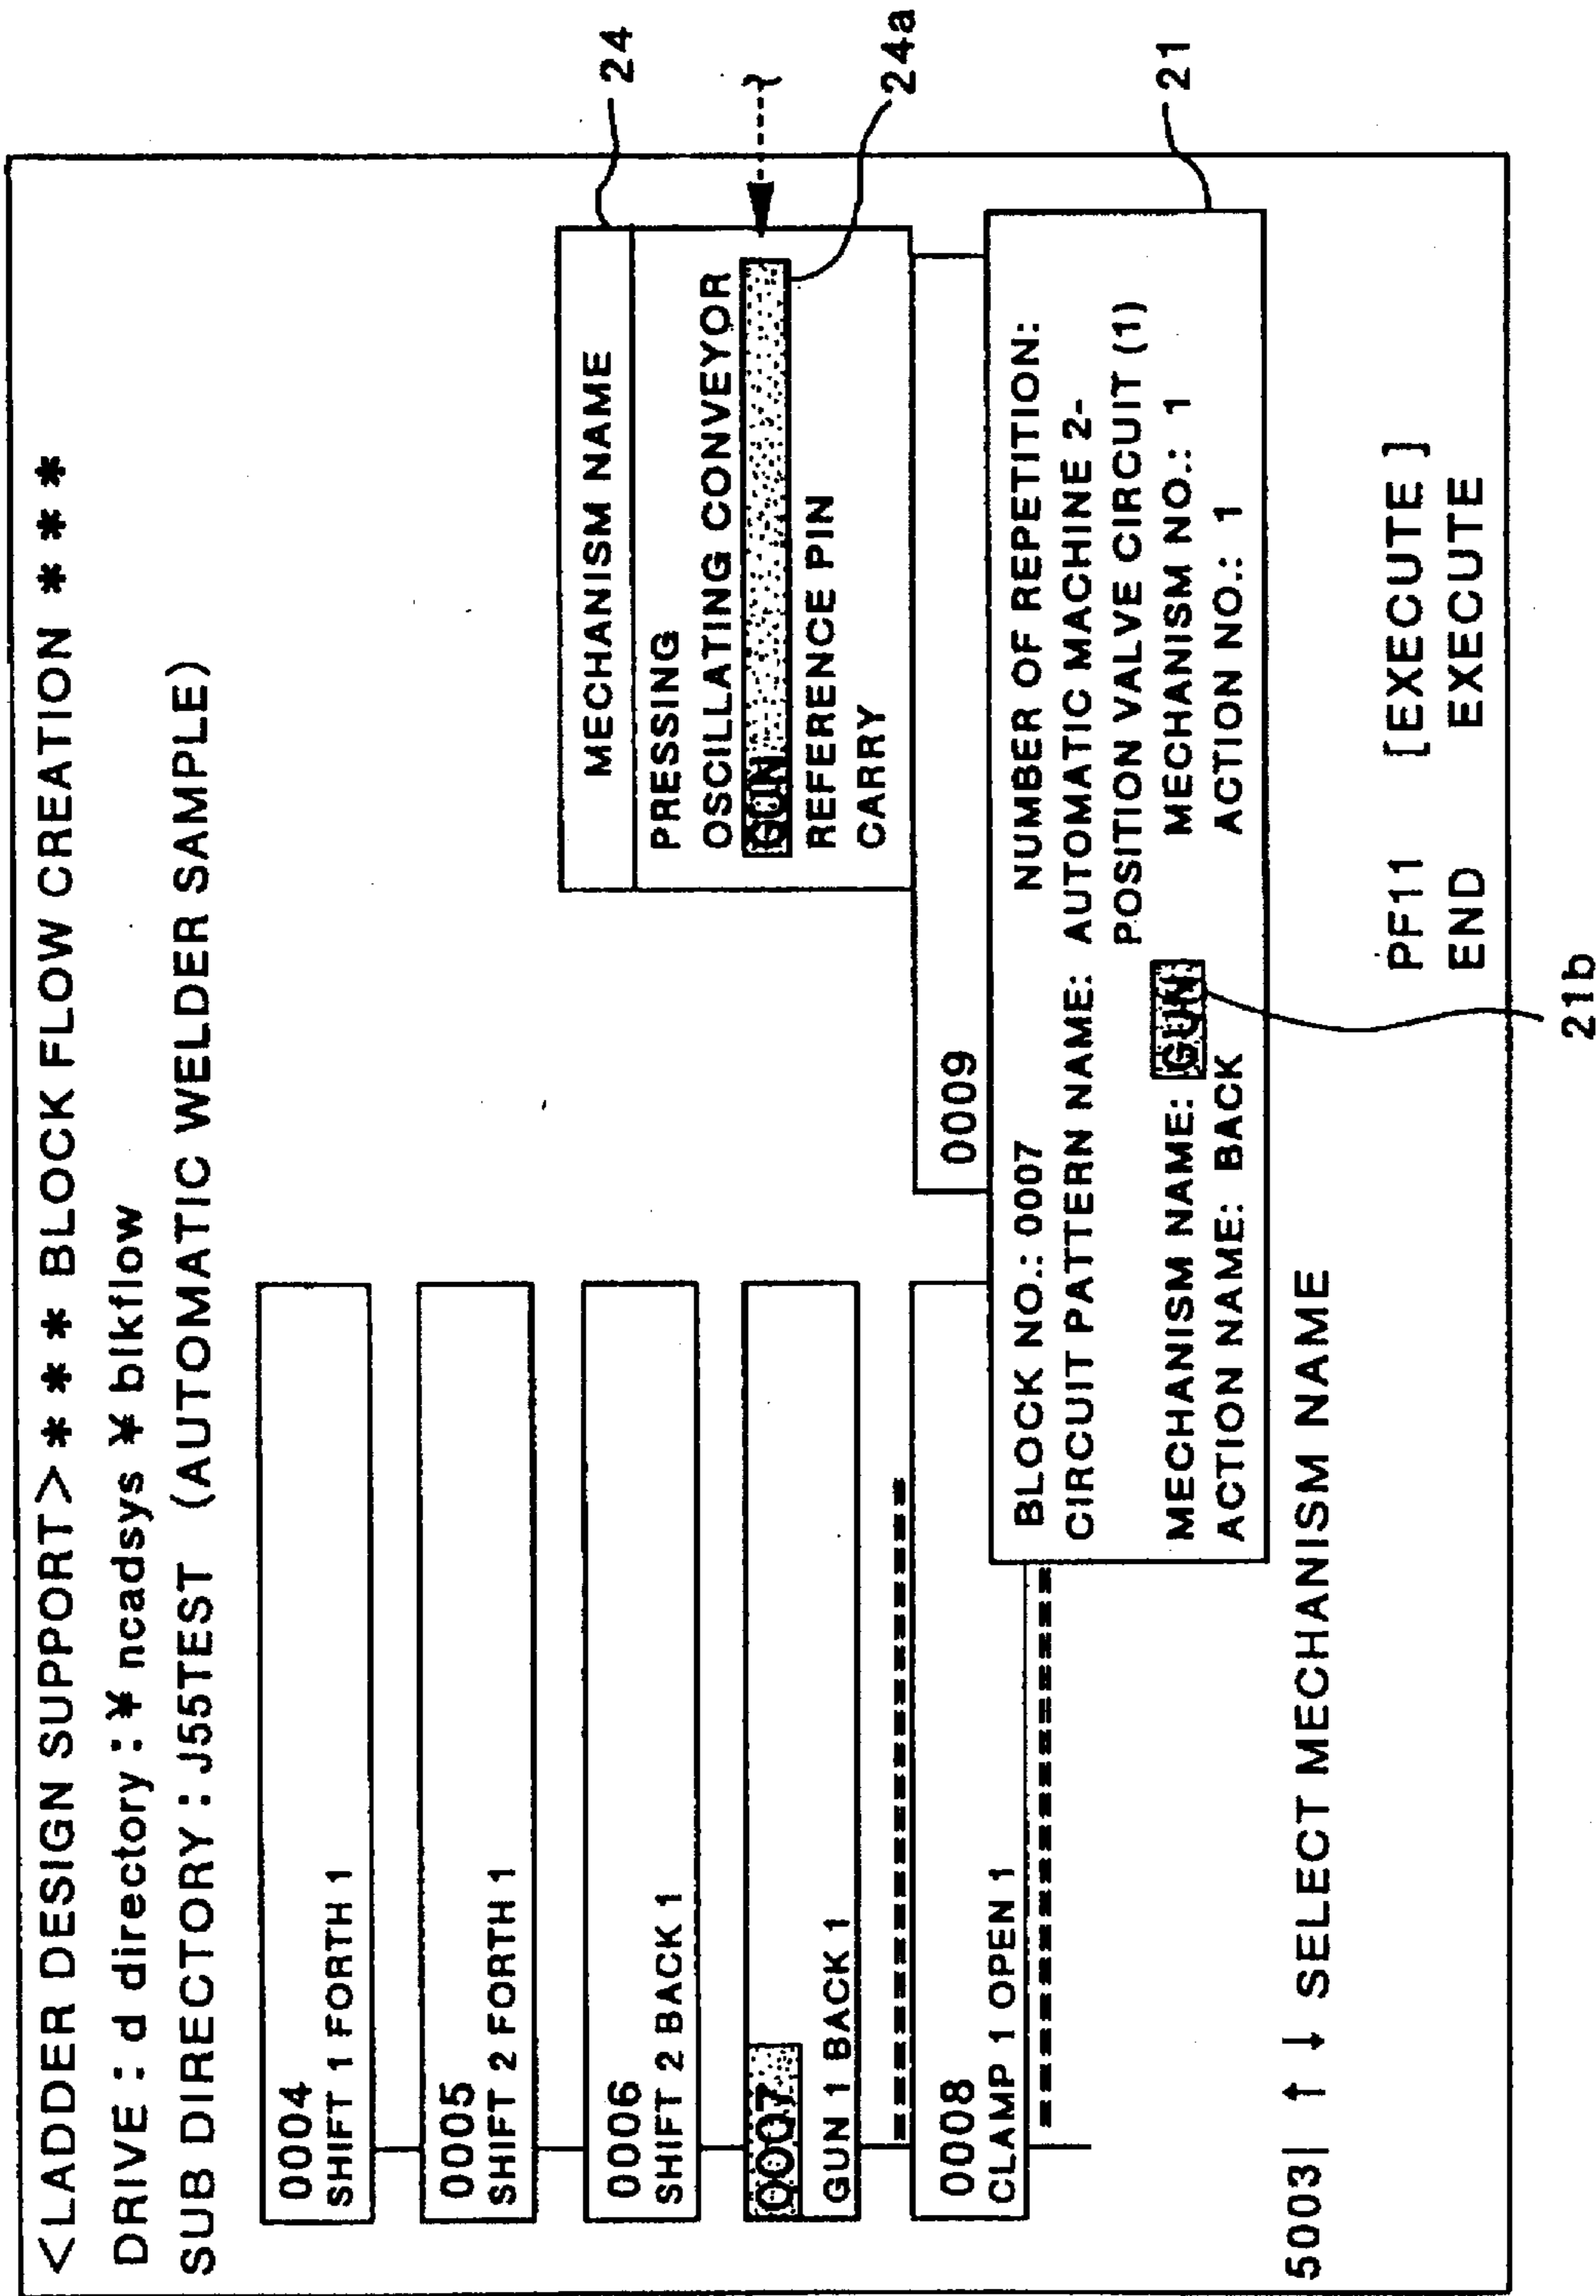 <LADDER DESIGN SUPPORT> * * * BLOCK FLOW CREATION * * *
DRIVE : d directory : ¥ ncadsys ¥ blkflow
SUB DIRECTORY : J55TEST (AUTOMATIC WELDER SAMPLE)
0004
SHIFT 1 FORTH 1
0005
SHIFT 2 FORTH 1
0006
SHIFT 2 BACK 1
0007
GUN 1 BACK 1
0008
CLAMP 1 OPEN 1
MECHANISM NAME
PRESSING
OSCILLATING CONVEYOR
GUN
REFERENCE PIN
CARRY
24
24a
0009
BLOCK NO.: 0007 NUMBER OF REPETITION:
CIRCUIT PATTERN NAME: AUTOMATIC MACHINE 2-
POSITION VALVE CIRCUIT (1)
MECHANISM NAME: GUN MECHANISM NO.: 1
ACTION NAME: BACK ACTION NO.: 1
21
21b
5003| ↑ ↓ SELECT MECHANISM NAME
PF11 [EXECUTE ]
END EXECUTE